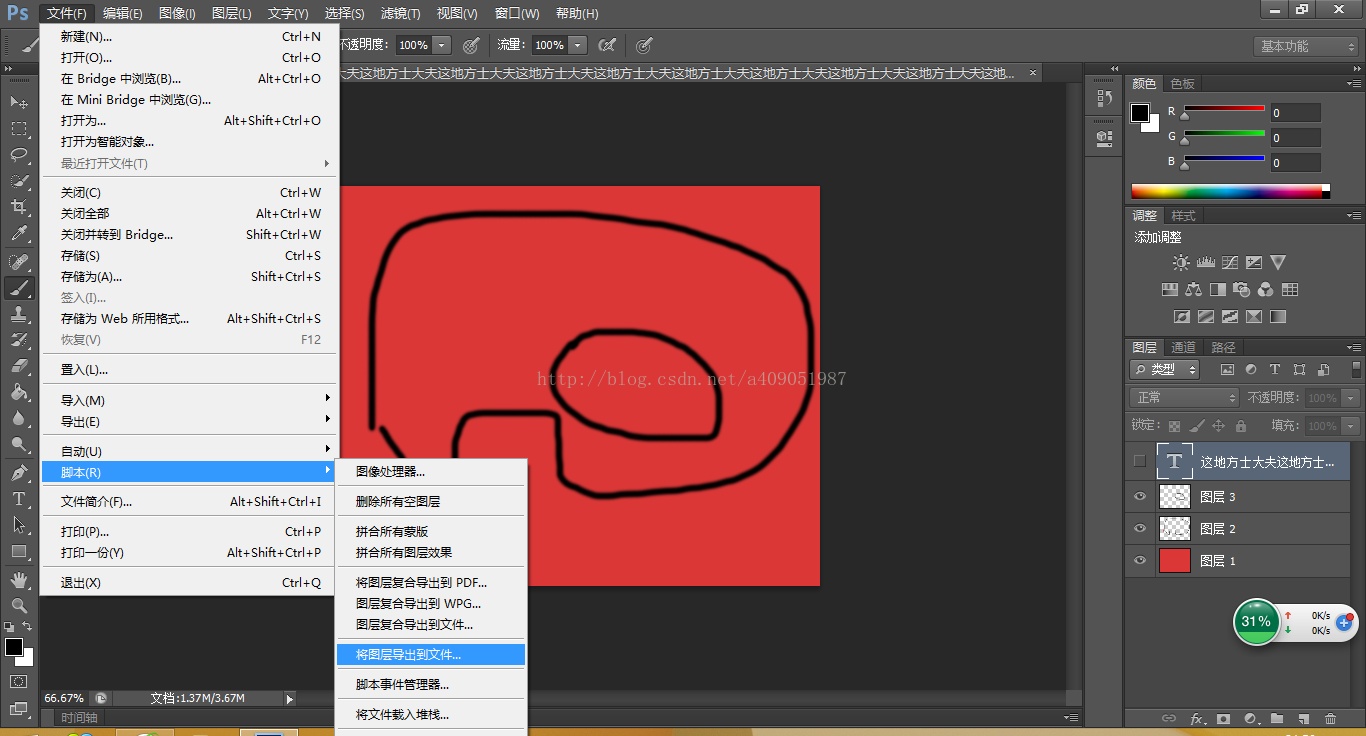 Ps 文件(F) 编辑(E) 图像(I) 图层(L) 文字(Y) 选择(S) 滤镜(T) 视图(V) 窗口(W) 帮助(H)
不透明度: 100% 流量: 100% 基本功能
大夫这地方士大夫这地方士大夫这地方士大夫这地方士大夫这地方士大夫这地方士大夫这地方士大夫这地... ×
新建(N)... Ctrl+N
打开(O)... Ctrl+O
在 Bridge 中浏览(B)... Alt+Ctrl+O
在 Mini Bridge 中浏览(G)...
打开为... Alt+Shift+Ctrl+O
打开为智能对象...
最近打开文件(T)
关闭(C) Ctrl+W
关闭全部 Alt+Ctrl+W
关闭并转到 Bridge... Shift+Ctrl+W
存储(S) Ctrl+S
存储为(A)... Shift+Ctrl+S
签入(I)...
存储为 Web 所用格式... Alt+Shift+Ctrl+S
恢复(V) F12
置入(L)...
导入(M)
导出(E)
自动(U)
脚本(R)
文件简介(F)... Alt+Shift+Ctrl+I
打印(P)... Ctrl+P
打印一份(Y) Alt+Shift+Ctrl+P
退出(X) Ctrl+Q
图像处理器...
删除所有空图层
拼合所有蒙版
拼合所有图层效果
将图层复合导出到 PDF...
图层复合导出到 WPG...
图层复合导出到文件...
将图层导出到文件...
脚本事件管理器...
将文件载入堆栈...
http://blog.csdn.net/a409051987
颜色 色板
R 0
G 0
B 0
调整 样式
添加调整
图层 通道 路径
类型
正常 不透明度: 100%
锁定: 填充: 100%
T 这地方士大夫这地方士...
图层 3
图层 2
图层 1
31% 0K/s
0K/s
66.67% 文档:1.37M/3.67M
时间轴
fx